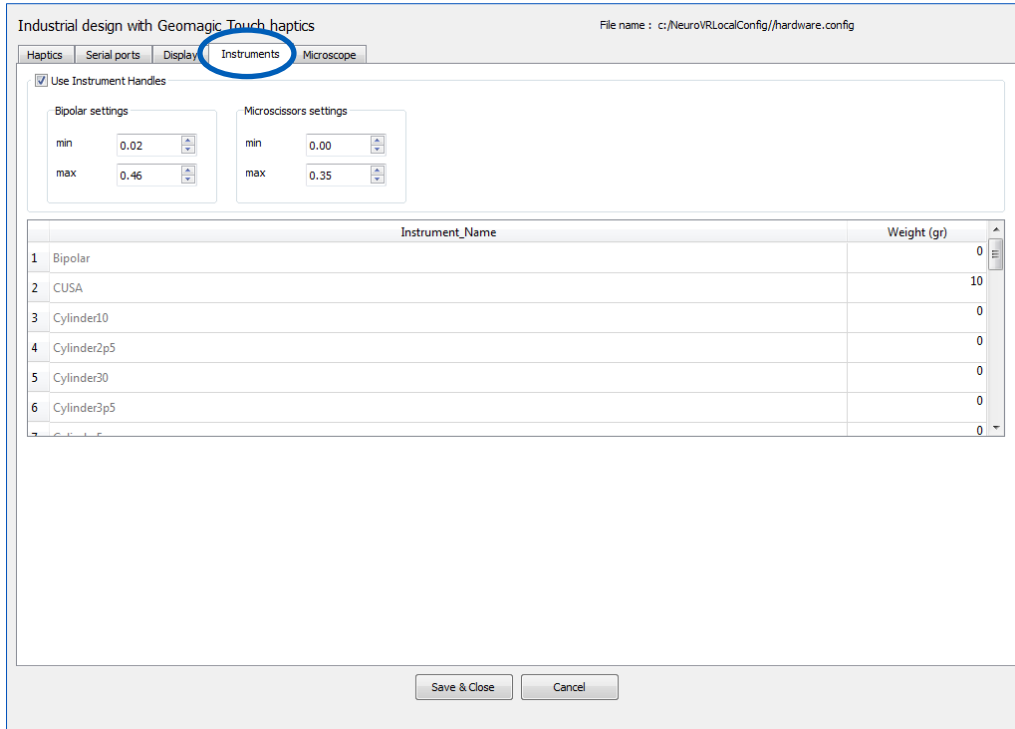 Industrial design with Geomagic Touch haptics
File name : c:/NeuroVRLocalConfig//hardware.config
Haptics Serial ports Display Instruments Microscope
Use Instrument Handles
Bipolar settings
min 0.02
max 0.46
Microscissors settings
min 0.00
max 0.35
Instrument_Name Weight (gr)
1 Bipolar 0
2 CUSA 10
3 Cylinder10 0
4 Cylinder2p5 0
5 Cylinder30 0
6 Cylinder3p5 0
0
Save & Close Cancel